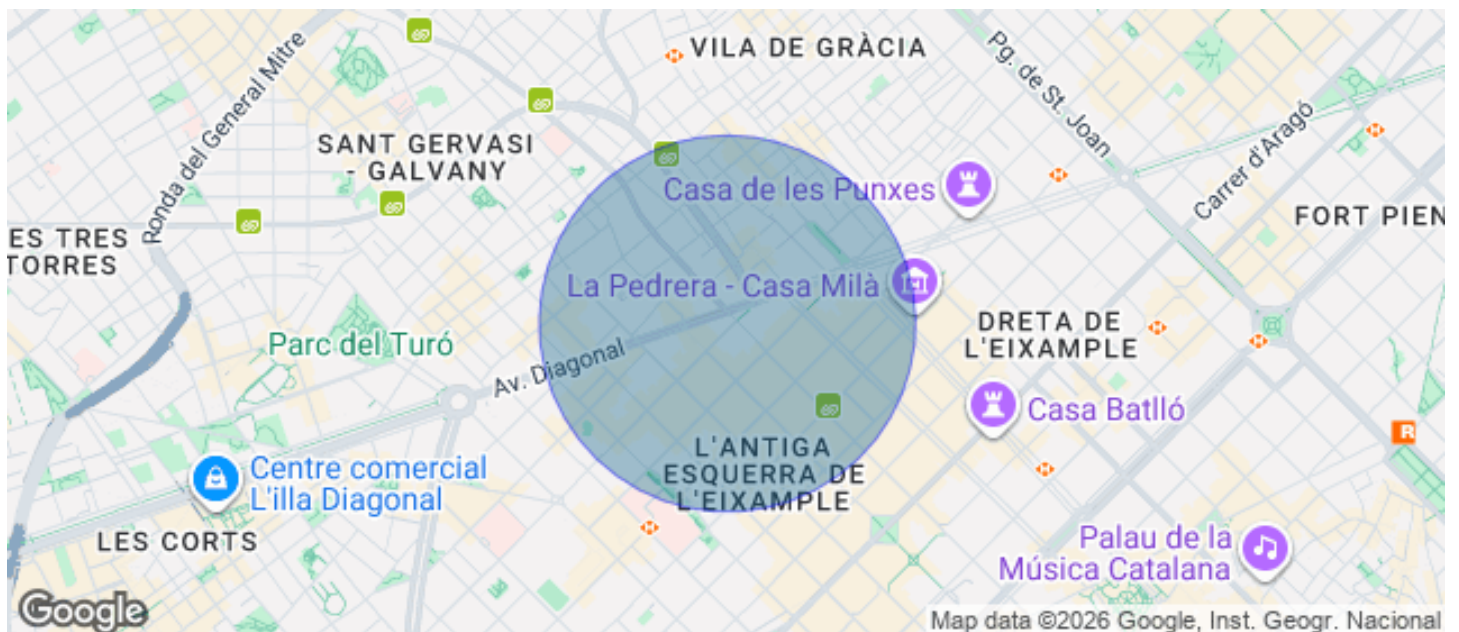 VILA DE GRÀCIA
Pg. de St. Joan
Ronda del General Mitre
SANT GERVASI
- GALVANY
Carrer d'Aragó
Casa de les Punxes
FORT PIEN
ES TRES
TORRES
La Pedrera - Casa Milà
DRETA DE
L'EIXAMPLE
Parc del Turó
Av. Diagonal
Casa Batlló
L'ANTIGA
ESQUERRA DE
L'EIXAMPLE
R
Centre comercial
L'illa Diagonal
LES CORTS
Palau de la
Música Catalana
Google
Map data ©2026 Google, Inst. Geogr. Nacional